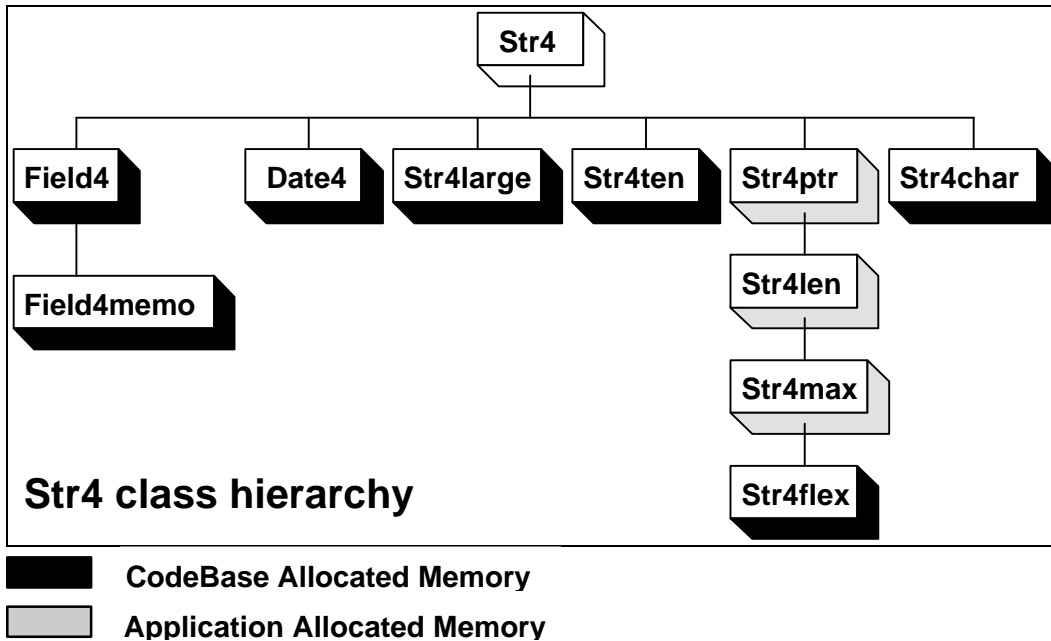 Str4
Field4
Date4
Str4large
Str4ten
Str4ptr
Str4char
Field4memo
Str4len
Str4max
Str4flex
Str4 class hierarchy
CodeBase Allocated Memory
Application Allocated Memory